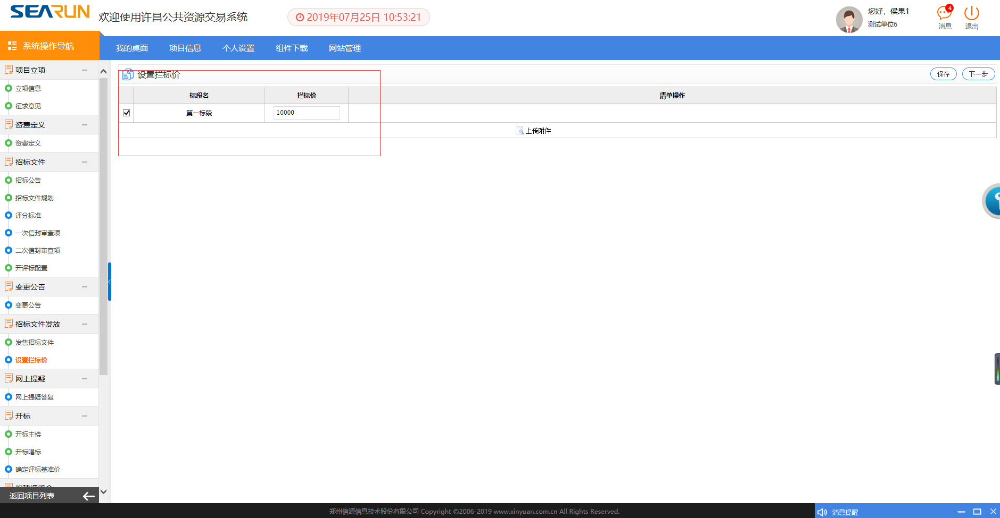 SEARUN
欢迎使用许昌公共资源交易系统
2019年07月25日 10:53:21
您好，侯果1
测试单位6
4
消息
退出
系统操作导航
我的桌面
项目信息
个人设置
组件下载
网站管理
项目立项
立项信息
征求意见
资费定义
资费定义
招标文件
招标公告
招标文件规划
评分标准
一次信封审查项
二次信封审查项
开评标配置
变更公告
变更公告
招标文件发放
发售招标文件
设置拦标价
网上提疑
网上提疑答复
开标
开标主持
开标唱标
确定评标基准价
返回项目列表
设置拦标价
保存
下一步
标段名
拦标价
清单操作
第一标段
10000
上传附件
郑州信源信息技术股份有限公司 Copyright ©2006-2019 www.xinyuan.com.cn All Rights Reserved.
消息提醒